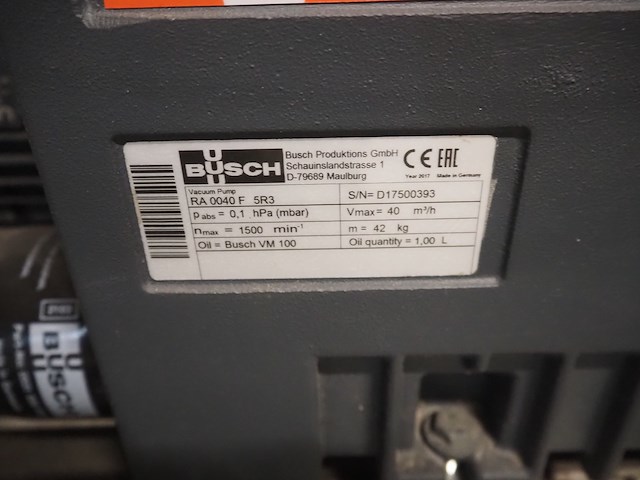 BUSCH
Busch Produktions GmbH
Schauinslandstrasse 1
D-79689 Maulburg
CE EAC
Year 2017 Made in Germany
Vacuum Pump
RA 0040 F 5R3
S/N= D17500393
Pabs = 0,1 hPa (mbar)
Vmax= 40 m³/h
nmax = 1500 min⁻¹
m = 42 kg
Oil = Busch VM 100
Oil quantity = 1,00 L
BUSCH